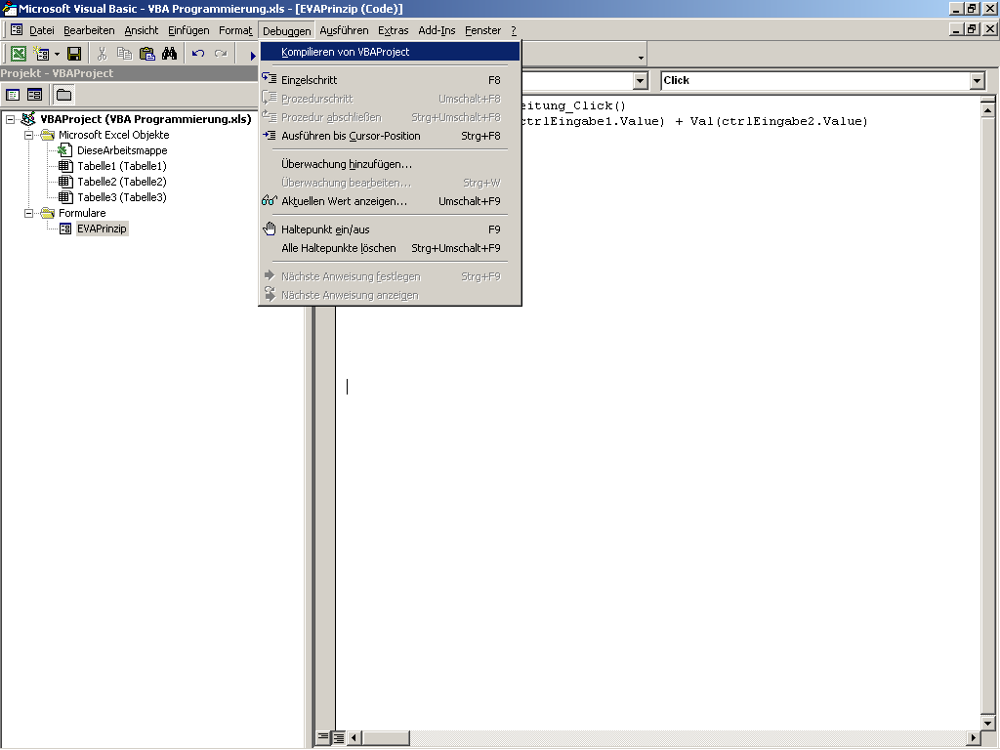 Microsoft Visual Basic - VBA Programmierung.xls - [EVAPrinzip (Code)]
Datei Bearbeiten Ansicht Einfügen Format Debuggen Ausführen Extras Add-Ins Fenster ?
Projekt - VBAProject
VBAProject (VBA Programmierung.xls)
Microsoft Excel Objekte
DieseArbeitsmappe
Tabelle1 (Tabelle1)
Tabelle2 (Tabelle2)
Tabelle3 (Tabelle3)
Formulare
EVAPrinzip
Kompilieren von VBAProject
Einzelschritt F8
Prozedurschritt Umschalt+F8
Prozedur abschließen Strg+Umschalt+F8
Ausführen bis Cursor-Position Strg+F8
Überwachung hinzufügen...
Überwachung bearbeiten... Strg+W
Aktuellen Wert anzeigen... Umschalt+F9
Haltepunkt ein/aus F9
Alle Haltepunkte löschen Strg+Umschalt+F9
Nächste Anweisung festlegen Strg+F9
Nächste Anweisung anzeigen
Click
eitung_Click()
ctrlEingabe1.Value) + Val(ctrlEingabe2.Value)